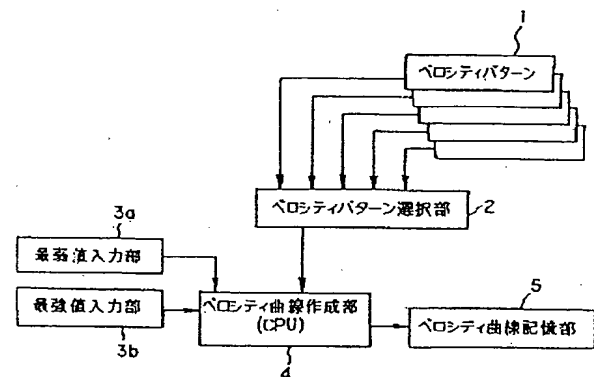 1
ベロシティパターン
ベロシティパターン選択部
2
3a
最弱値入力部
最強値入力部
3b
ベロシティ曲線作成部
(CPU)
4
5
ベロシティ曲線記憶部